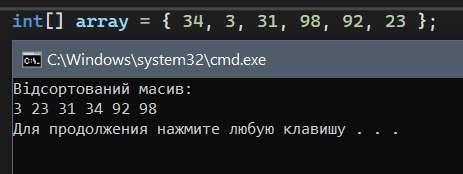 int[] array = { 34, 3, 31, 98, 92, 23 };
C:\Windows\system32\cmd.exe
Відсортований масив:
3 23 31 34 92 98
Для продолжения нажмите любую клавишу . . .